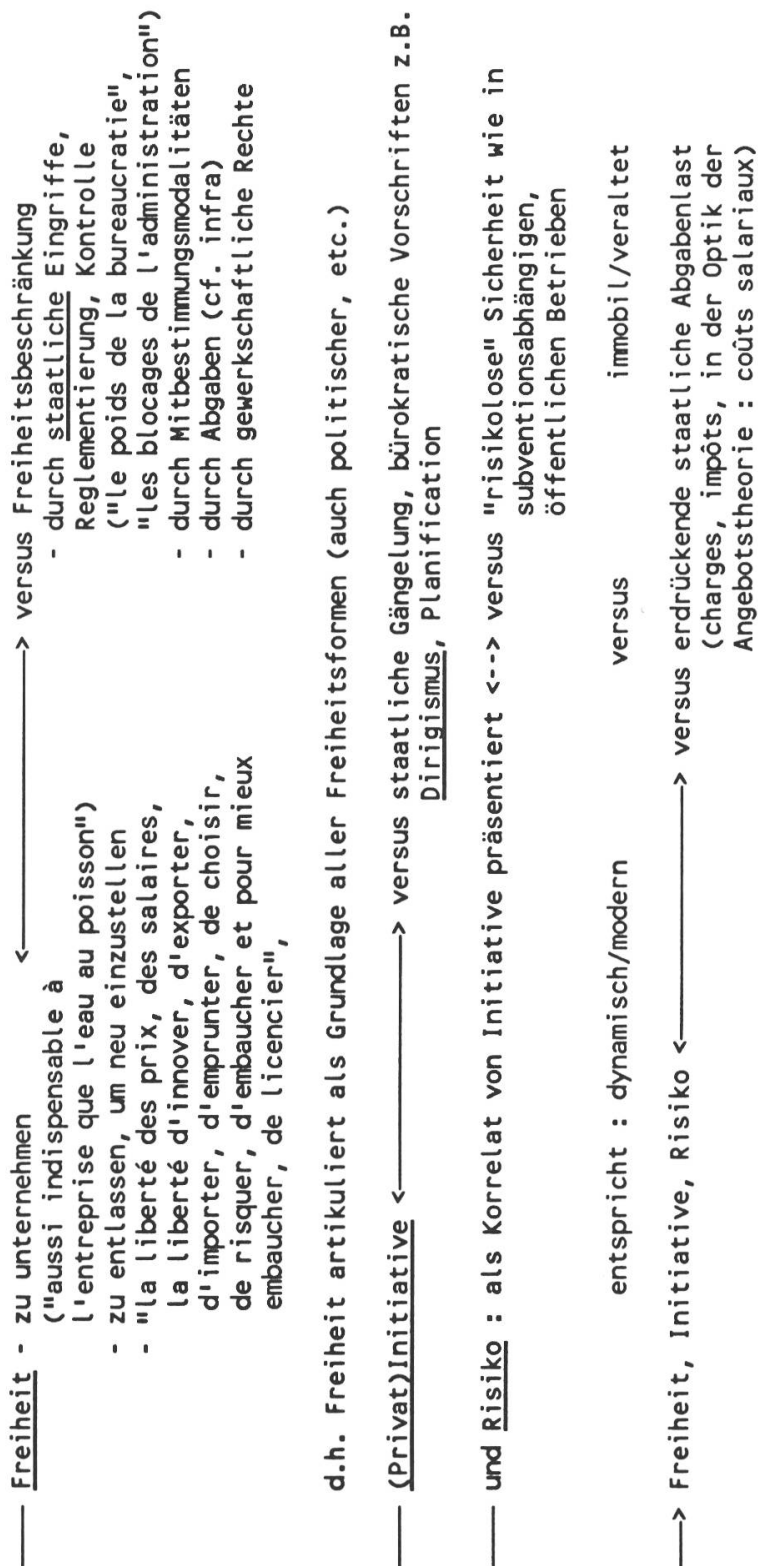 Freiheit - zu unternehmen <————> versus Freiheitsbeschränkung
("aussi indispensable à
l'entreprise que l'eau au poisson")
- zu entlassen, um neu einzustellen
- "la liberté des prix, des salaires,
la liberté d'innover, d'exporter,
d'importer, d'emprunter, de choisir,
de risquer, d'embaucher et pour mieux
embaucher, de licencier",
- durch staatliche Eingriffe,
Reglementierung, Kontrolle
("le poids de la bureaucratie",
"les blocages de l'administration")
- durch Mitbestimmungsmodalitäten
- durch Abgaben (cf. infra)
- durch gewerkschaftliche Rechte
d.h. Freiheit artikuliert als Grundlage aller Freiheitsformen (auch politischer, etc.)
(Privat)Initiative <————> versus staatliche Gängelung, bürokratische Vorschriften z.B.
Dirigismus, Planification
und Risiko : als Korrelat von Initiative präsentiert <--> versus "risikolose" Sicherheit wie in
subventionsabhängigen,
öffentlichen Betrieben
entspricht : dynamisch/modern versus immobil/veraltet
—> Freiheit, Initiative, Risiko <————> versus erdrückende staatliche Abgabenlast
(charges, impôts, in der Optik der
Angebotstheorie : coûts salariaux)